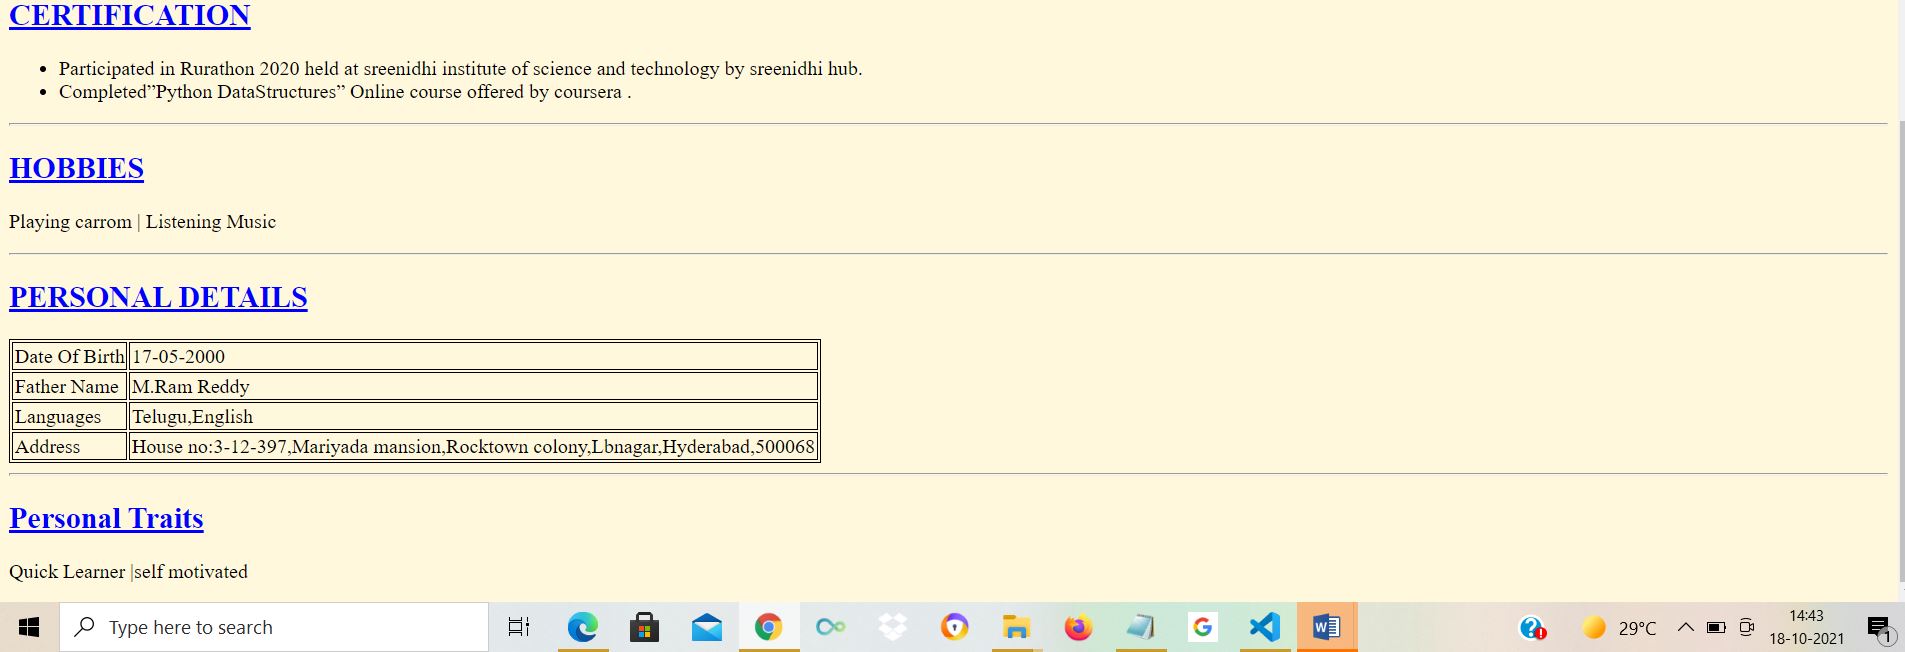 CERTIFICATION
Participated in Rurathon 2020 held at sreenidhi institute of science and technology by sreenidhi hub.
Completed”Python DataStructures” Online course offered by coursera .
HOBBIES
Playing carrom | Listening Music
PERSONAL DETAILS
Date Of Birth 17-05-2000
Father Name M.Ram Reddy
Languages Telugu,English
Address House no:3-12-397,Mariyada mansion,Rocktown colony,Lbnagar,Hyderabad,500068
Personal Traits
Quick Learner |self motivated
Type here to search
29°C
14:43
18-10-2021
1